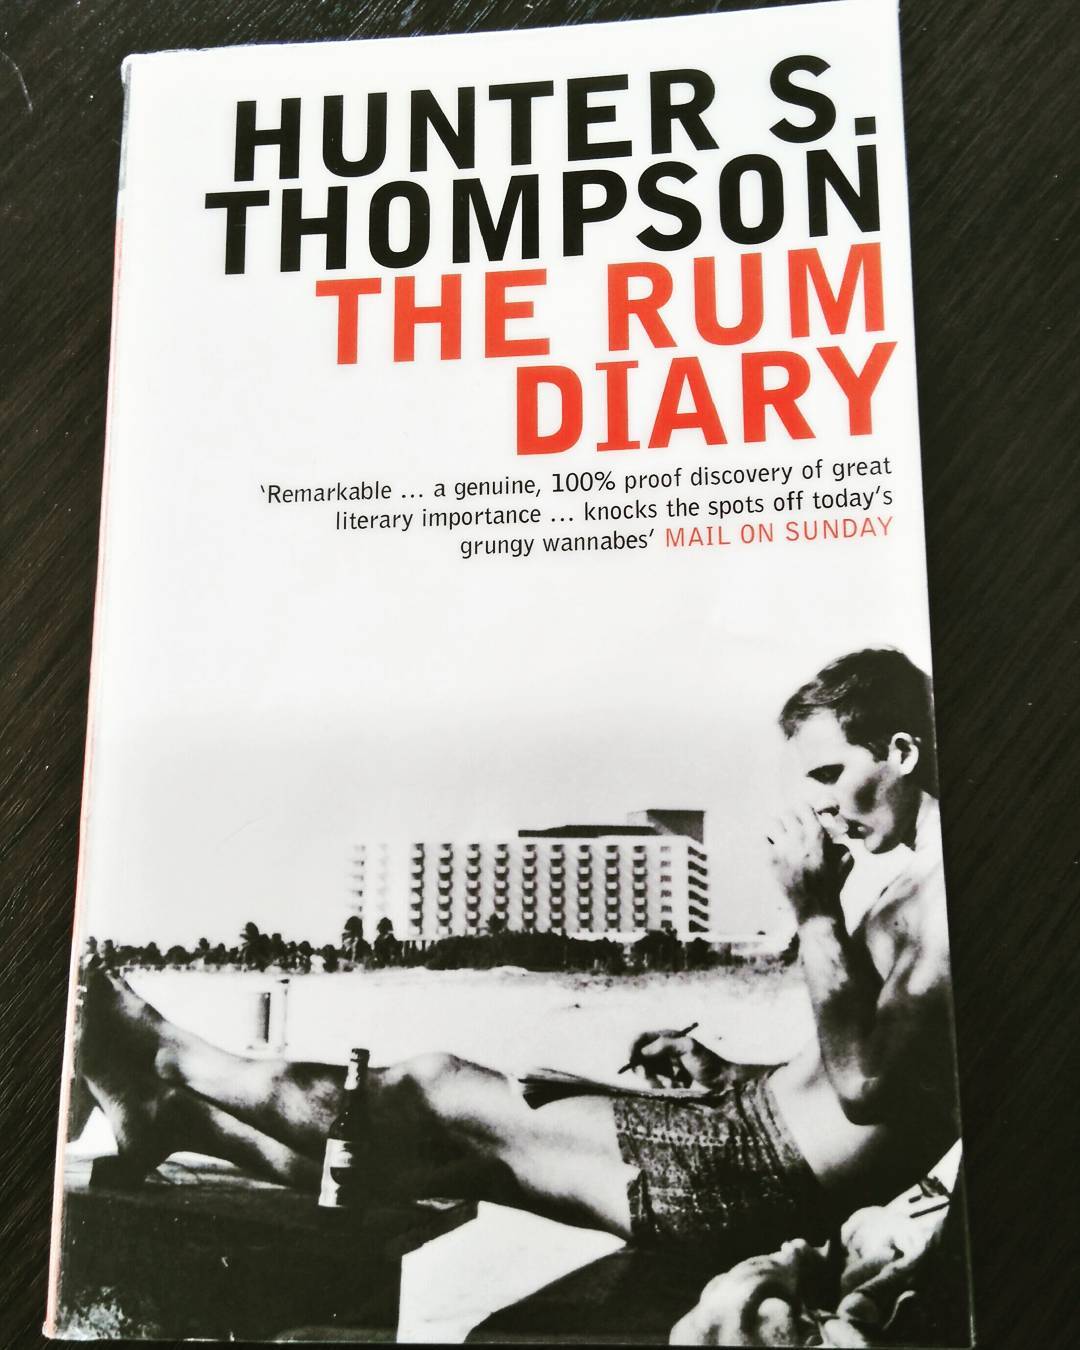 HUNTER S.
THOMPSON
THE RUM
DIARY
‘Remarkable ... a genuine, 100% proof discovery of great
literary importance ... knocks the spots off today’s
grungy wannabes’ MAIL ON SUNDAY